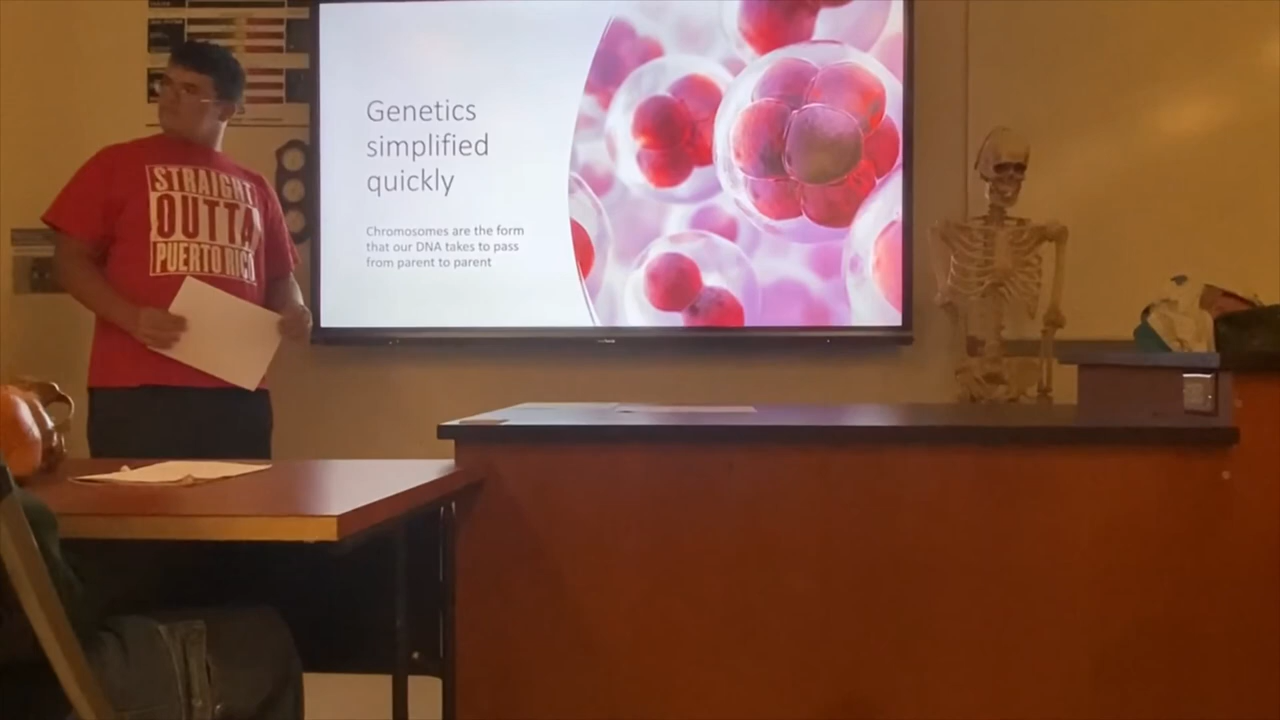 STRAIGHT
OUTTA
PUERTO RICO
Genetics
simplified
quickly
Chromosomes are the form
that our DNA takes to pass
from parent to parent